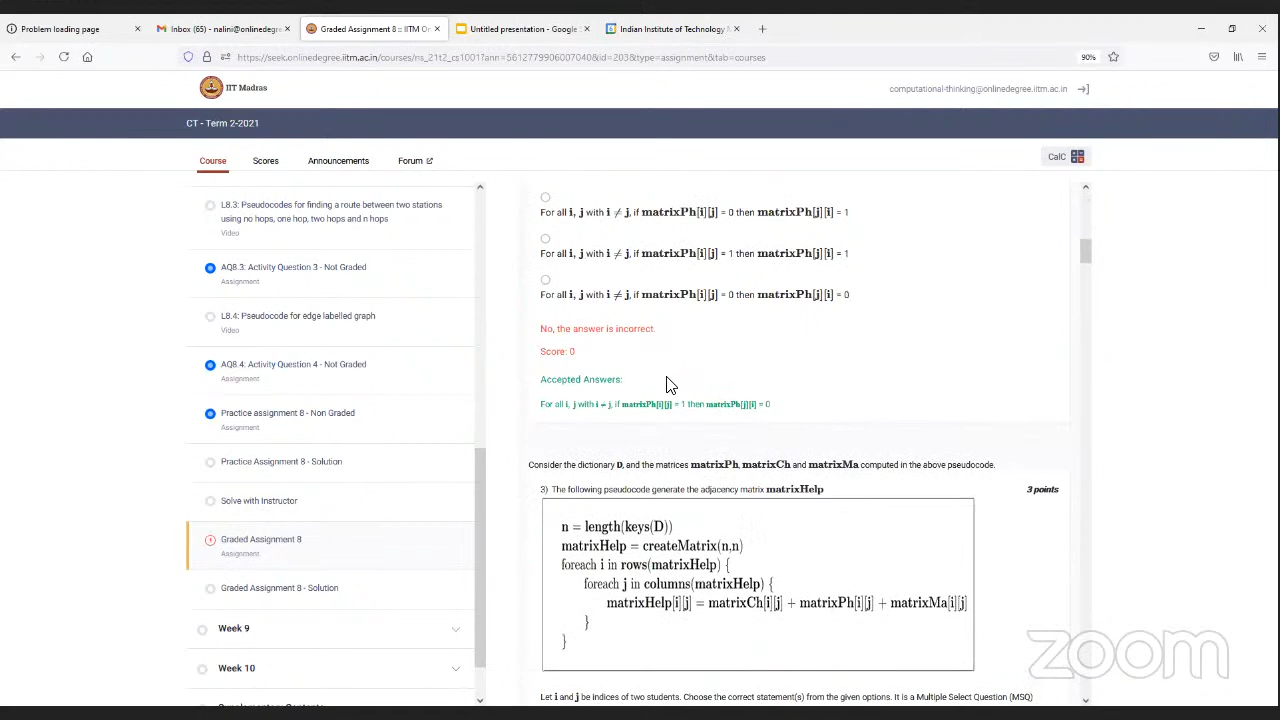 Problem loading page
Inbox (65) - nalini@onlinedegre
Graded Assignment 8 :: IITM On
Untitled presentation - Google
Indian Institute of Technology M
https://seek.onlinedegree.iitm.ac.in/courses/ns_21t2_cs1001?ann=5612779906007040&id=203&type=assignment&tab=courses
90%
IIT Madras
computational-thinking@onlinedegree.iitm.ac.in
CT - Term 2-2021
Course Scores Announcements Forum
CalC
L8.3: Pseudocodes for finding a route between two stations
using no hops, one hop, two hops and n hops
Video
AQ8.3: Activity Question 3 - Not Graded
Assignment
L8.4: Pseudocode for edge labelled graph
Video
AQ8.4: Activity Question 4 - Not Graded
Assignment
Practice assignment 8 - Non Graded
Assignment
Practice Assignment 8 - Solution
Solve with Instructor
Graded Assignment 8
Assignment
Graded Assignment 8 - Solution
Week 9
Week 10
For all i, j with i ≠ j, if matrixPh[i][j] = 0 then matrixPh[j][i] = 1
For all i, j with i ≠ j, if matrixPh[i][j] = 1 then matrixPh[j][i] = 1
For all i, j with i ≠ j, if matrixPh[i][j] = 0 then matrixPh[j][i] = 0
No, the answer is incorrect.
Score: 0
Accepted Answers:
For all i, j with i ≠ j, if matrixPh[i][j] = 1 then matrixPh[j][i] = 0
Consider the dictionary D, and the matrices matrixPh, matrixCh and matrixMa computed in the above pseudocode.
3) The following pseudocode generate the adjacency matrix matrixHelp
3 points
n = length(keys(D))
matrixHelp = createMatrix(n,n)
foreach i in rows(matrixHelp) {
foreach j in columns(matrixHelp) {
matrixHelp[i][j] = matrixCh[i][j] + matrixPh[i][j] + matrixMa[i][j]
}
}
Let i and j be indices of two students. Choose the correct statement(s) from the given options. It is a Multiple Select Question (MSQ)
zoom